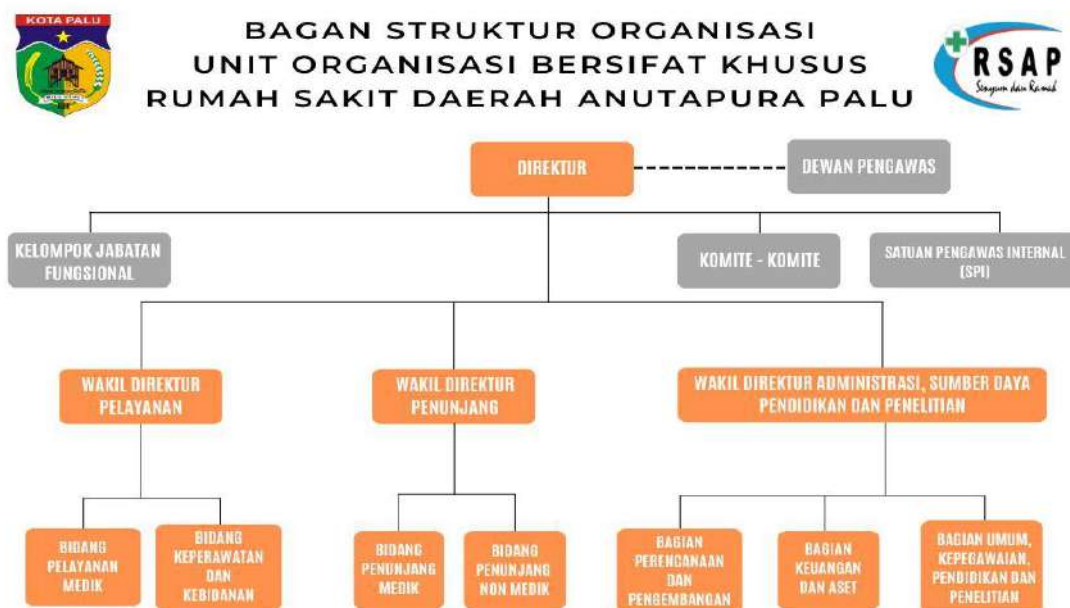 KOTA PALU
BAGAN STRUKTUR ORGANISASI
UNIT ORGANISASI BERSIFAT KHUSUS
RUMAH SAKIT DAERAH ANUTAPURA PALU
RSAP
Senyum dan Ramah
DIREKTUR
DEWAN PENGAWAS
KELOMPOK JABATAN
FUNGSIONAL
KOMITE - KOMITE
SATUAN PENGAWAS INTERNAL
(SPI)
WAKIL DIREKTUR
PELAYANAN
WAKIL DIREKTUR
PENUNJANG
WAKIL DIREKTUR ADMINISTRASI, SUMBER DAYA
PENDIDIKAN DAN PENELITIAN
BIDANG
PELAYANAN
MEDIK
BIDANG
KEPERAWATAN
DAN
KEBIDANAN
BIDANG
PENUNJANG
MEDIK
BIDANG
PENUNJANG
NON MEDIK
BAGIAN
PERENCANAAN
DAN
PENGEMBANGAN
BAGIAN
KEUANGAN
DAN ASET
BAGIAN UMUM,
KEPEGAWAIAN,
PENDIDIKAN DAN
PENELITIAN